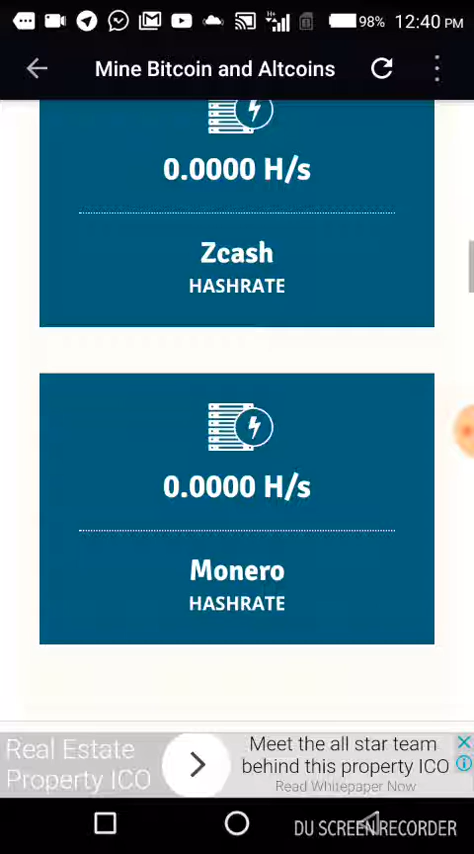 98% 12:40 PM
Mine Bitcoin and Altcoins
0.0000 H/s
Zcash
HASHRATE
0.0000 H/s
Monero
HASHRATE
Real Estate
Property ICO
Meet the all star team
behind this property ICO
Read Whitepaper Now
DU SCREEN RECORDER